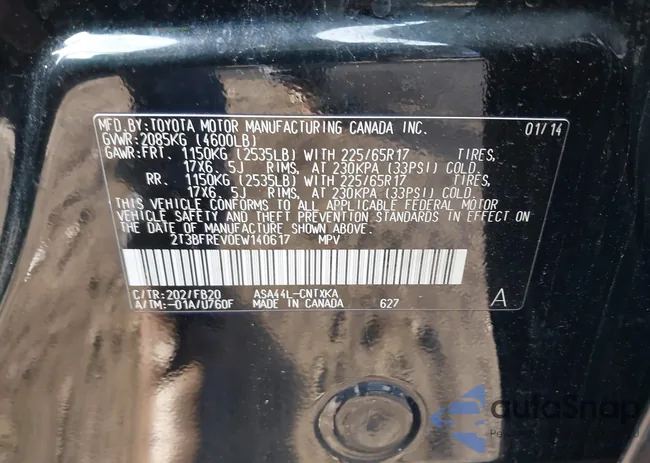 MFD.BY:TOYOTA MOTOR MANUFACTURING CANADA INC. 01/14
GVWR:2085KG (4600LB)
GAWR:FRT. 1150KG (2535LB) WITH 225/65R17 TIRES,
17X6. 5J RIMS, AT 230KPA (33PSI) COLD.
RR. 1150KG (2535LB) WITH 225/65R17 TIRES,
17X6. 5J RIMS, AT 230KPA (33PSI) COLD.
THIS VEHICLE CONFORMS TO ALL APPLICABLE FEDERAL MOTOR
VEHICLE SAFETY AND THEFT PREVENTION STANDARDS IN EFFECT ON
THE DATE OF MANUFACTURE SHOWN ABOVE.
2T3BFREV0EW140617 MPV
C/TR:202/FB20 ASA44L-CNTXKA
A/TM:-01A/U760F MADE IN CANADA 627 A
autoSnap